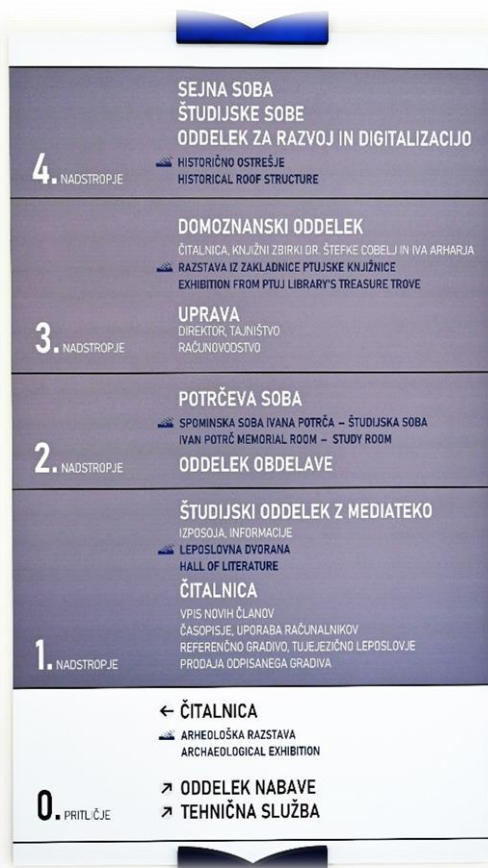 SEJNA SOBA
ŠTUDIJSKE SOBE
ODDELEK ZA RAZVOJ IN DIGITALIZACIJO
HISTORIČNO OSTREŠJE
HISTORICAL ROOF STRUCTURE
4. NADSTROPJE
DOMOZNANSKI ODDELEK
ČITALNICA, KNJIŽNI ZBIRKI DR. ŠTEFKE COBELJ IN IVA ARHARJA
RAZSTAVA IZ ZAKLADNICE PTUJSKE KNJIŽNICE
EXHIBITION FROM PTUJ LIBRARY'S TREASURE TROVE
UPRAVA
DIREKTOR, TAJNIŠTVO
RAČUNOVODSTVO
3. NADSTROPJE
POTRČEVA SOBA
SPOMINSKA SOBA IVANA POTRČA – ŠTUDIJSKA SOBA
IVAN POTRČ MEMORIAL ROOM – STUDY ROOM
ODDELEK OBDELAVE
2. NADSTROPJE
ŠTUDIJSKI ODDELEK Z MEDIATEKO
IZPOSOJA, INFORMACIJE
LEPOSLOVNA DVORANA
HALL OF LITERATURE
ČITALNICA
VPIS NOVIH ČLANOV
ČASOPISJE, UPORABA RAČUNALNIKOV
REFERENČNO GRADIVO, TUJEJEZIČNO LEPOSLOVJE
PRODAJA ODPISANEGA GRADIVA
1. NADSTROPJE
← ČITALNICA
ARHEOLOŠKA RAZSTAVA
ARCHAEOLOGICAL EXHIBITION
↗ ODDELEK NABAVE
↗ TEHNIČNA SLUŽBA
0. PRITLIČJE